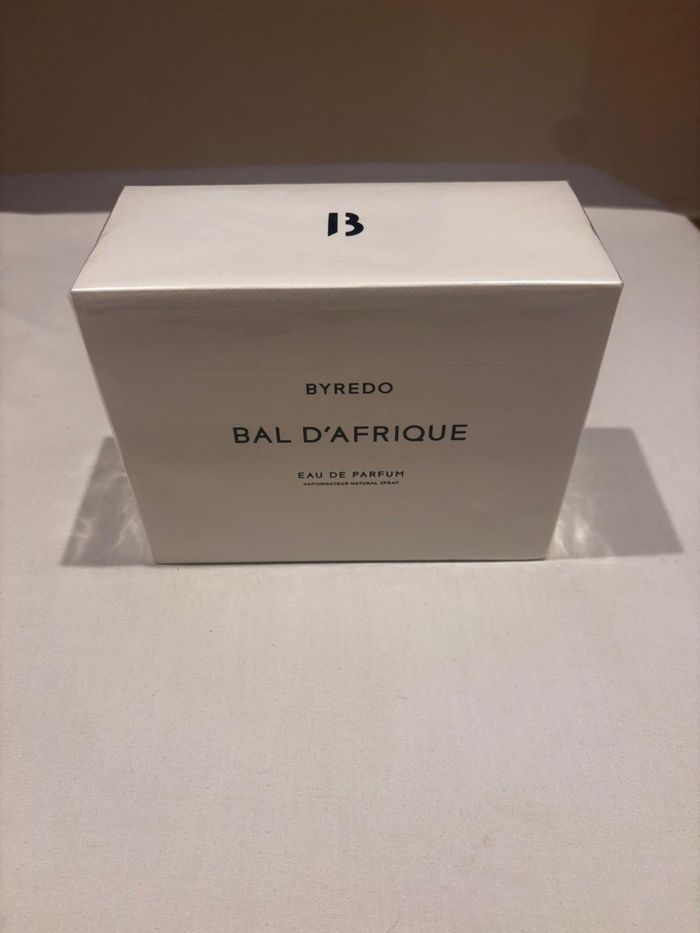 B
BYREDO
BAL D'AFRIQUE
EAU DE PARFUM
VAPORISATEUR NATURAL SPRAY